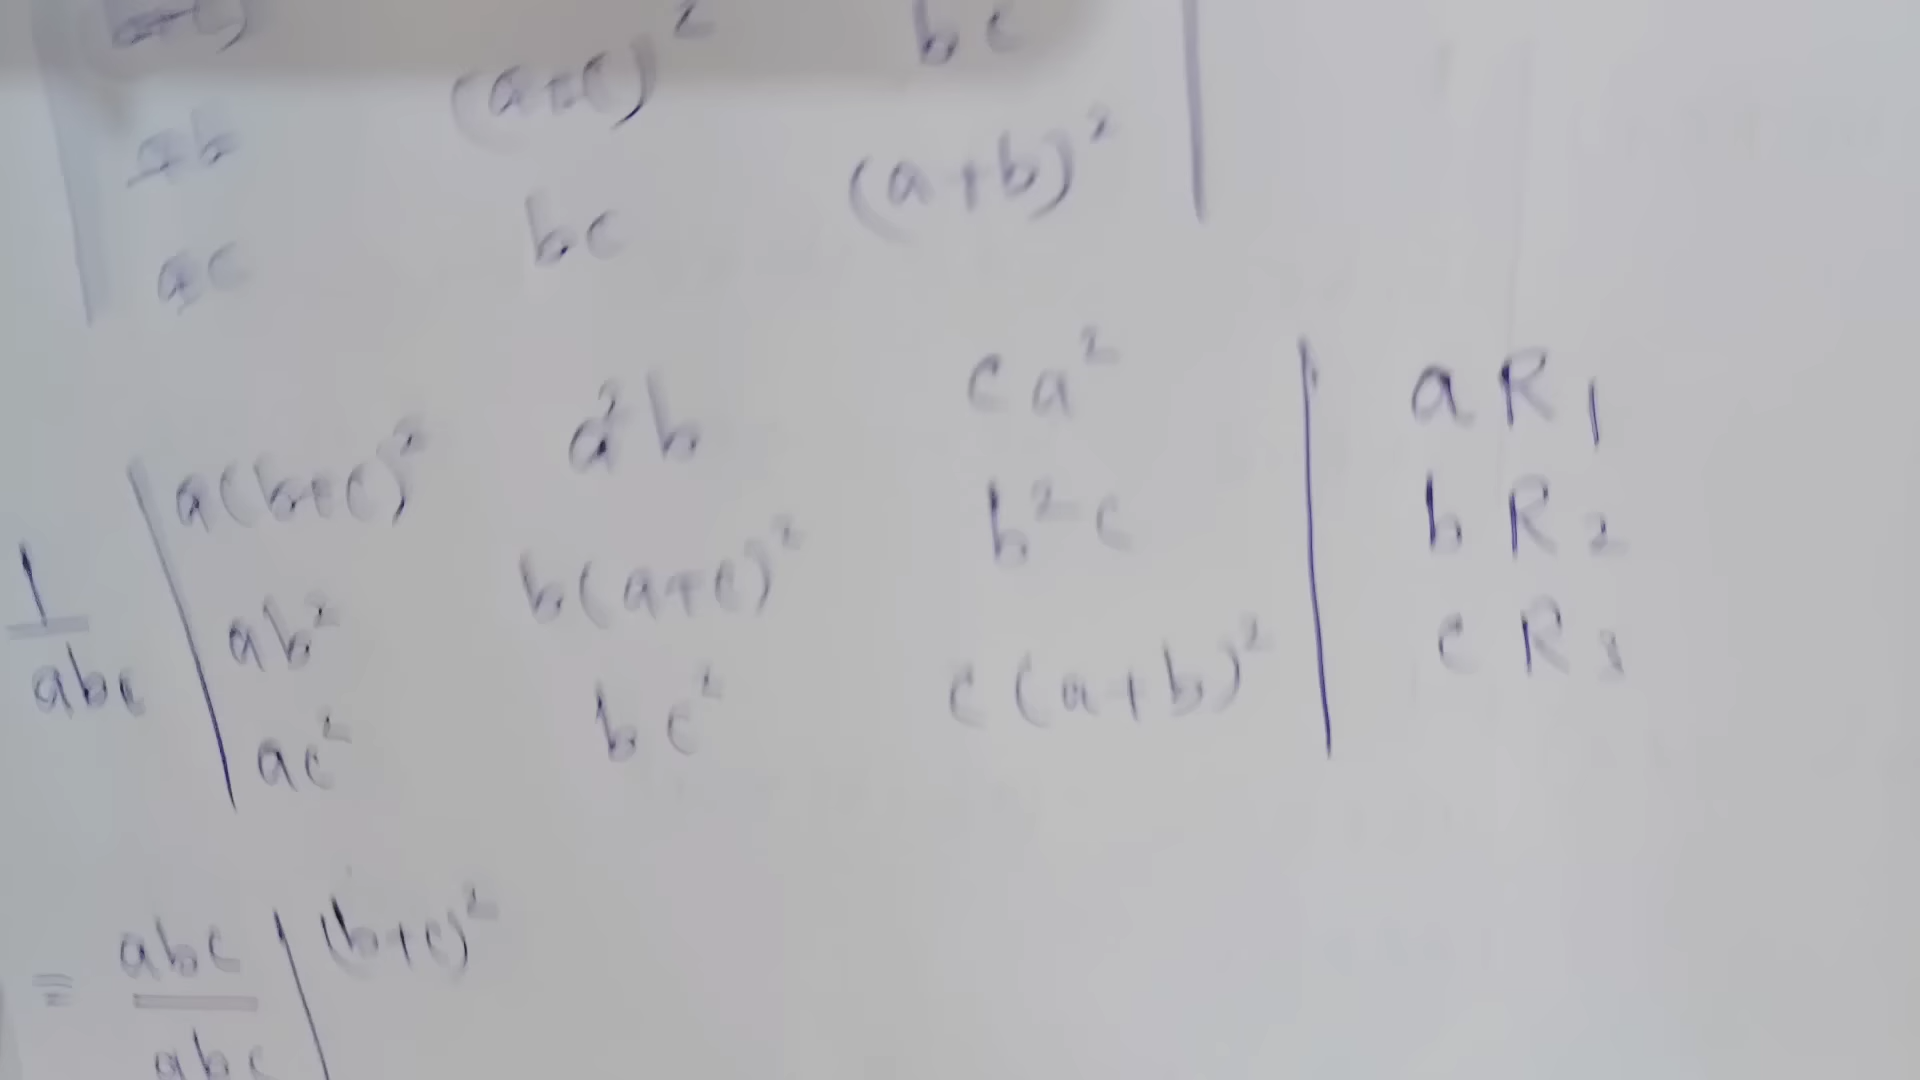 (a+c)² bc
ab
ac bc (a+b)²
a(b+c)² a²b ca² | aR₁
1/abc | ab² b(a+c)² b²c | bR₂
ac² bc² c(a+b)² | cR₃
= abc/abc | (b+c)²